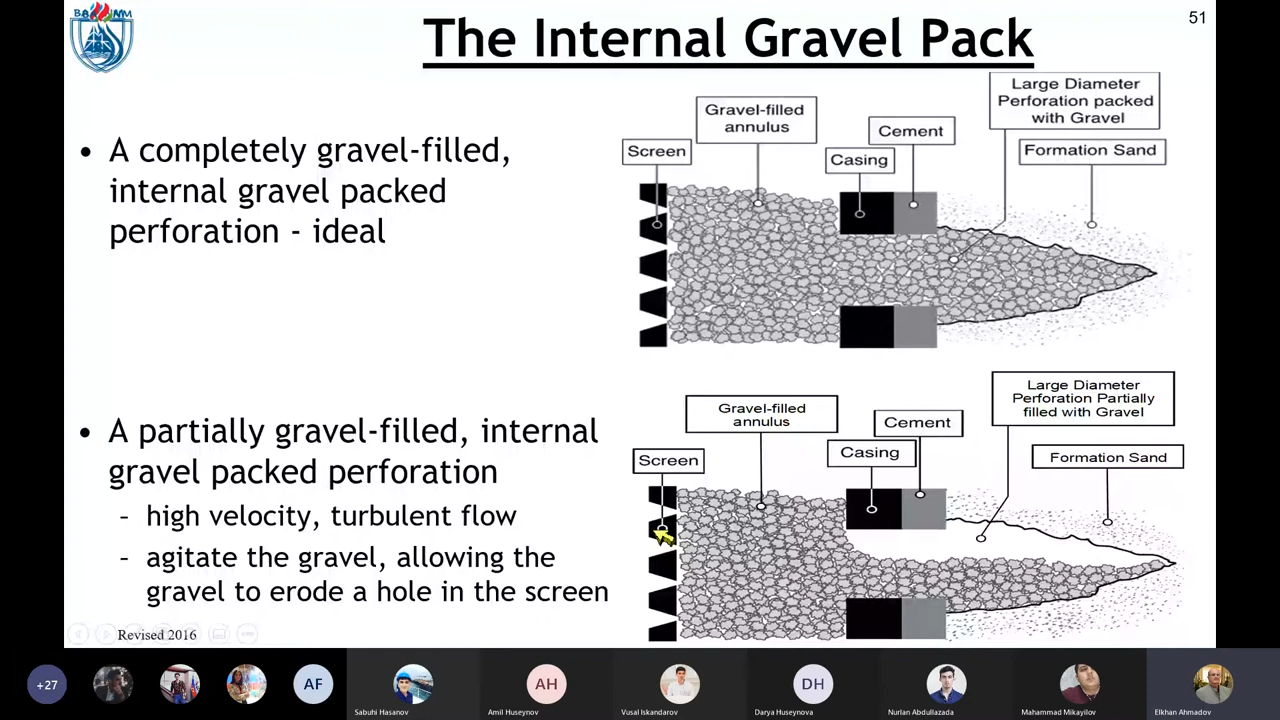 51
The Internal Gravel Pack
• A completely gravel-filled,
internal gravel packed
perforation - ideal
Screen
Gravel-filled
annulus
Casing
Cement
Large Diameter
Perforation packed
with Gravel
Formation Sand
• A partially gravel-filled, internal
gravel packed perforation
– high velocity, turbulent flow
– agitate the gravel, allowing the
gravel to erode a hole in the screen
Screen
Gravel-filled
annulus
Casing
Cement
Large Diameter
Perforation Partially
filled with Gravel
Formation Sand
Revised 2016
+27
AF
Sabuhi Hasanov
AH
Amil Huseynov
Vusal Iskandarov
DH
Darya Huseynova
Nurlan Abdullazada
Mahammad Mikayilov
Elkhan Ahmadov